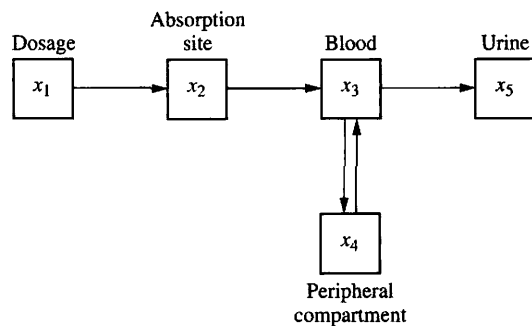 Dosage
Absorption
site
Blood
Urine
x1
x2
x3
x5
x4
Peripheral
compartment